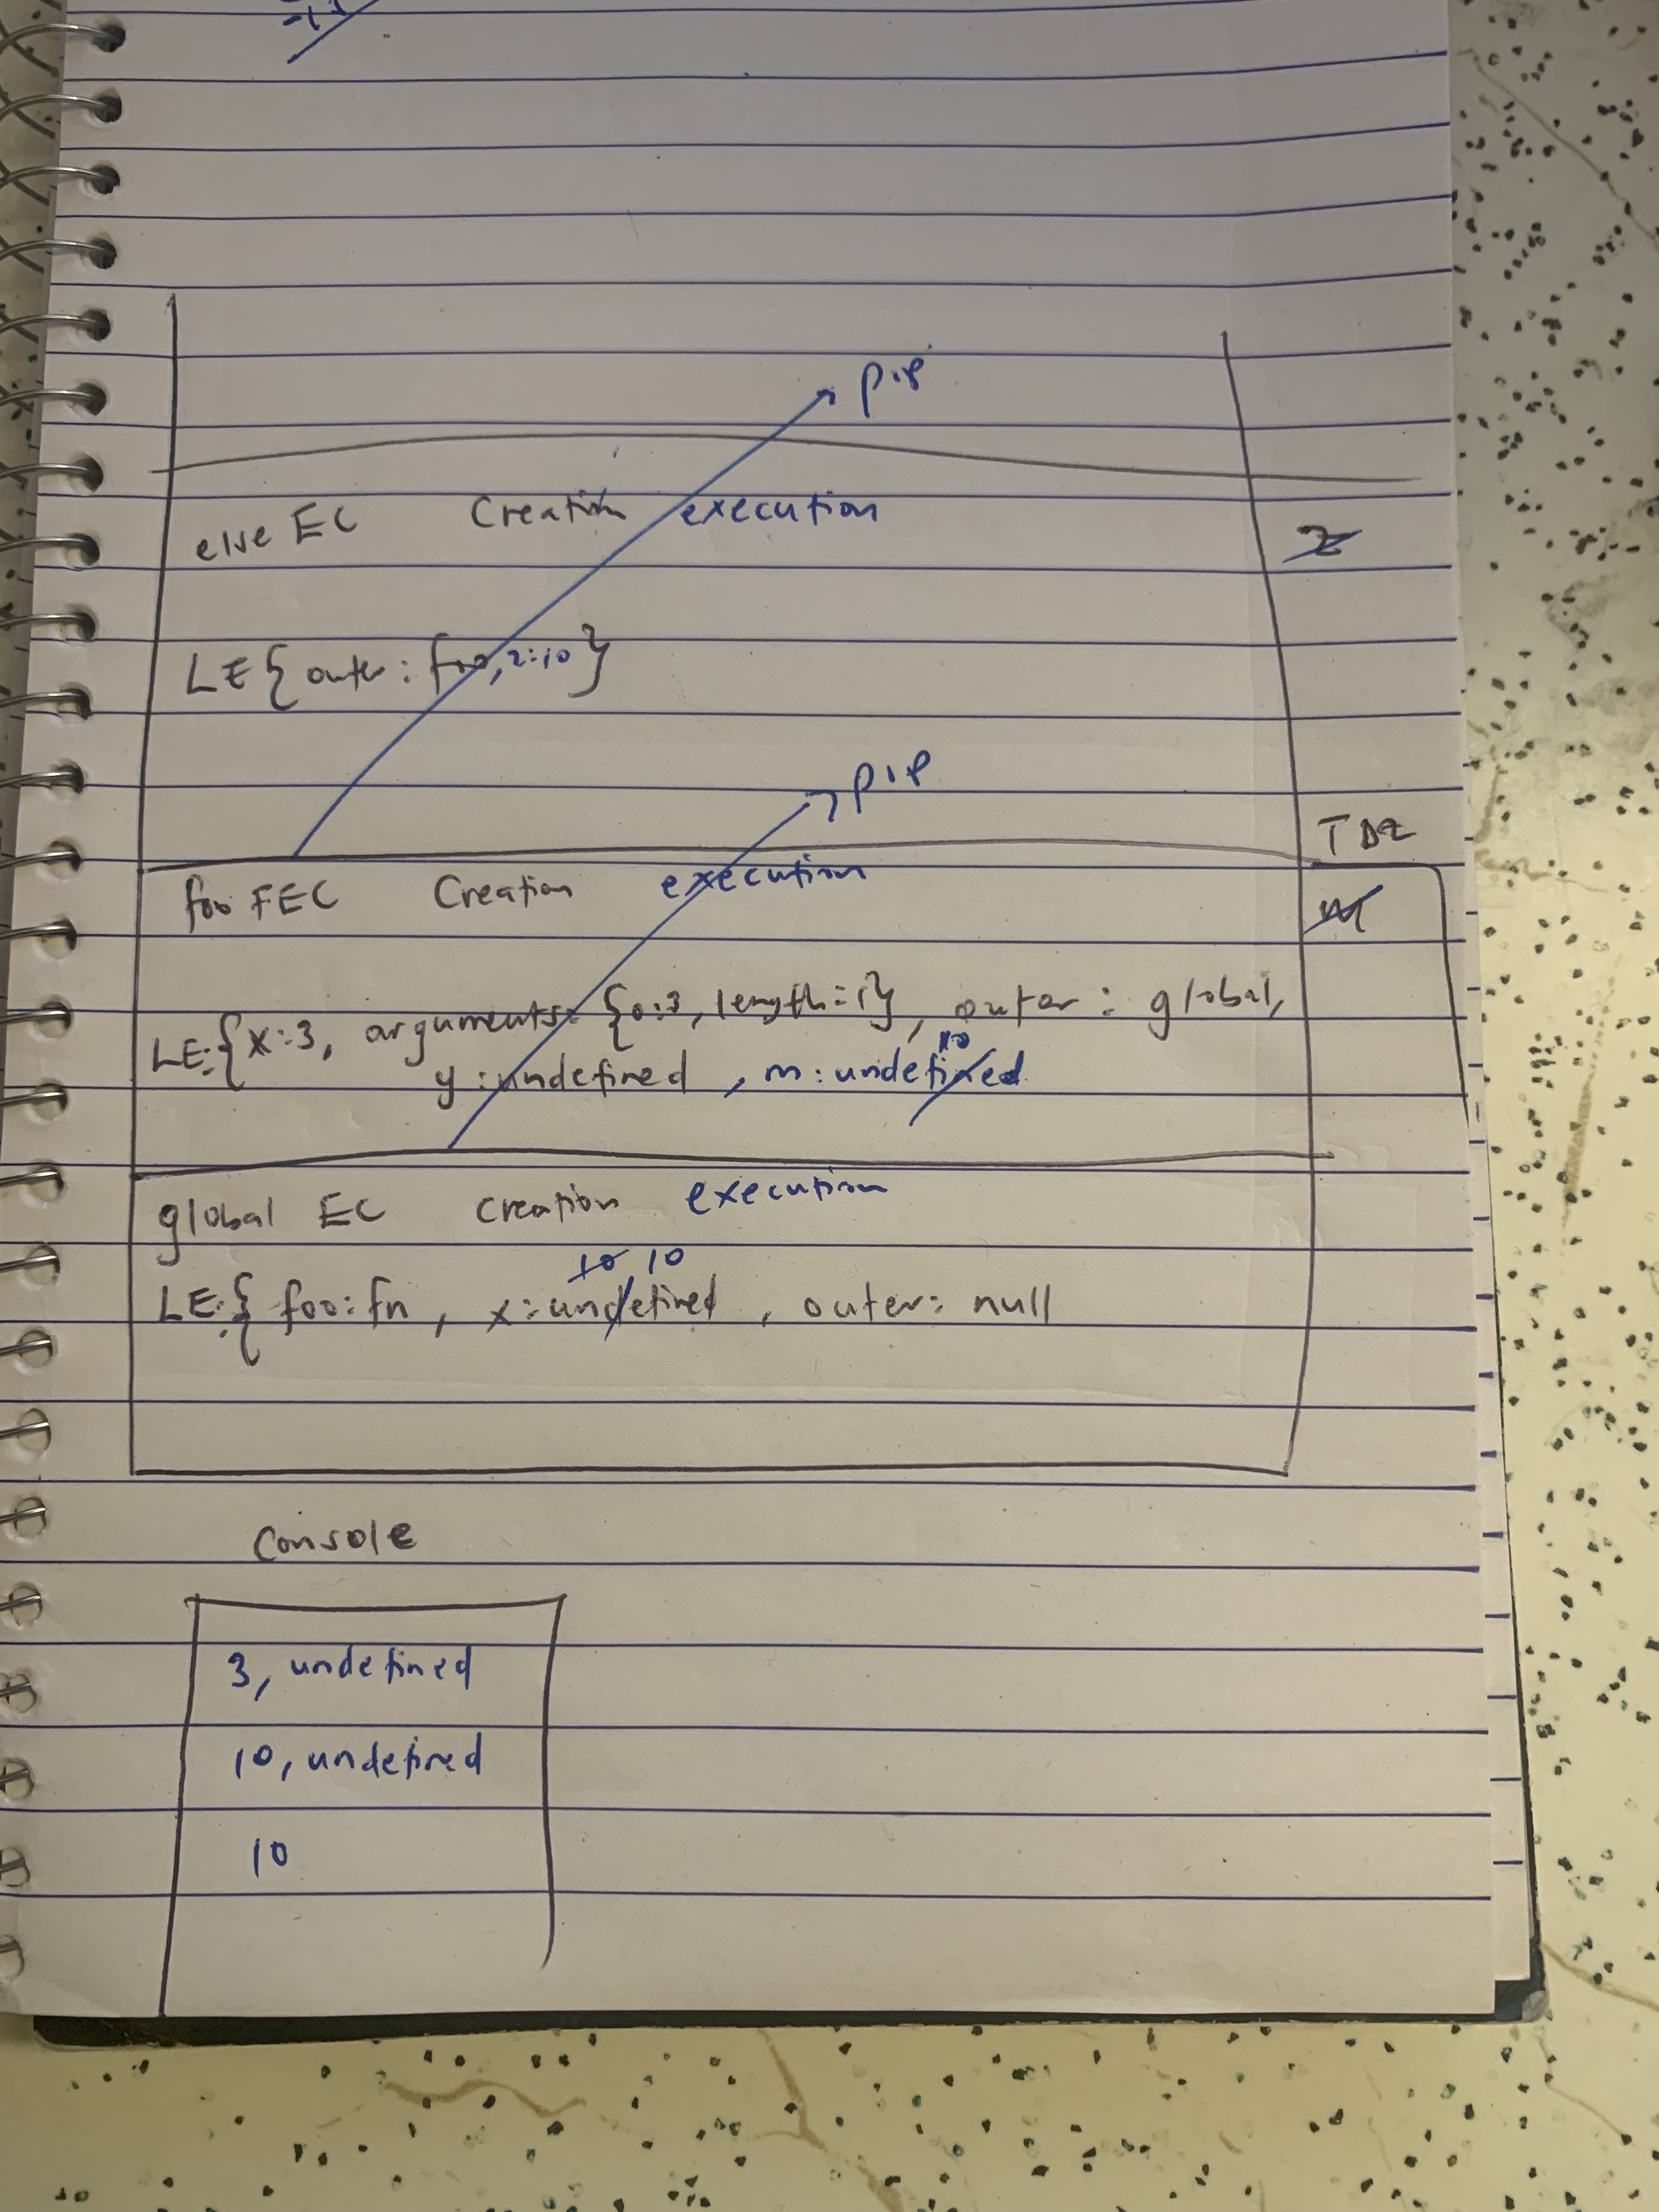 -1
p.p
else EC Creation execution
z
LE{ outer : foo, z:10 }
p.p
TDZ
foo FEC Creation execution
m
LE:{x:3, arguments: {0:3, length:1}, outer : global,
10
y : undefined , m: undefined
global EC creation execution
10 10
LE:{ foo: fn , x: undefined , outer: null
Console
3, undefined
10, undefined
10